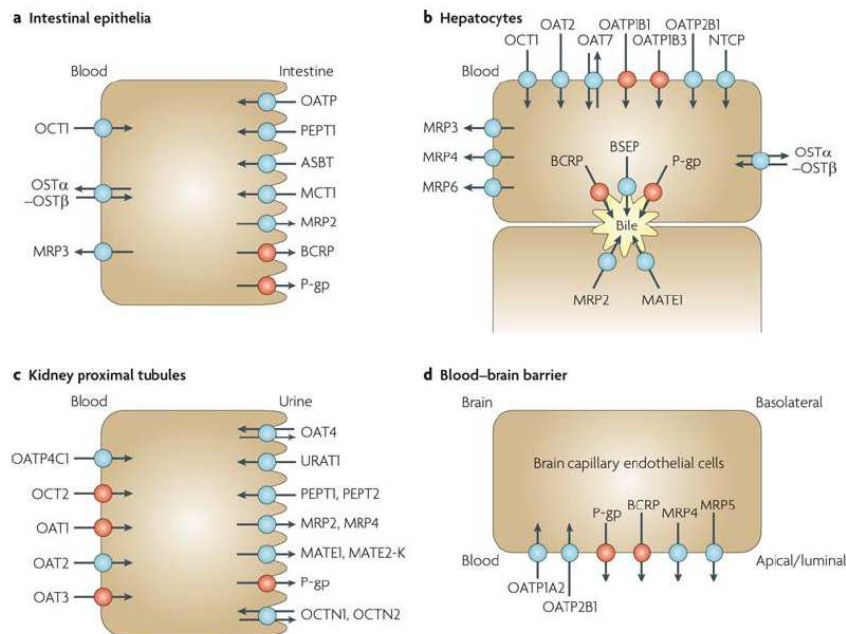 a Intestinal epithelia
Blood
Intestine
OCT1
OSTα
–OSTβ
MRP3
OATP
PEPT1
ASBT
MCT1
MRP2
BCRP
P-gp
b Hepatocytes
OAT2 OATP1B1 OATP2B1
OCT1 OAT7 OATP1B3 NTCP
Blood
MRP3
MRP4
MRP6
BSEP
BCRP P-gp
Bile
MRP2 MATE1
OSTα
–OSTβ
c Kidney proximal tubules
Blood
Urine
OATP4C1
OCT2
OAT1
OAT2
OAT3
OAT4
URAT1
PEPT1, PEPT2
MRP2, MRP4
MATE1, MATE2-K
P-gp
OCTN1, OCTN2
d Blood–brain barrier
Brain
Basolateral
Brain capillary endothelial cells
P-gp BCRP MRP4 MRP5
Blood
Apical/luminal
OATP1A2
OATP2B1